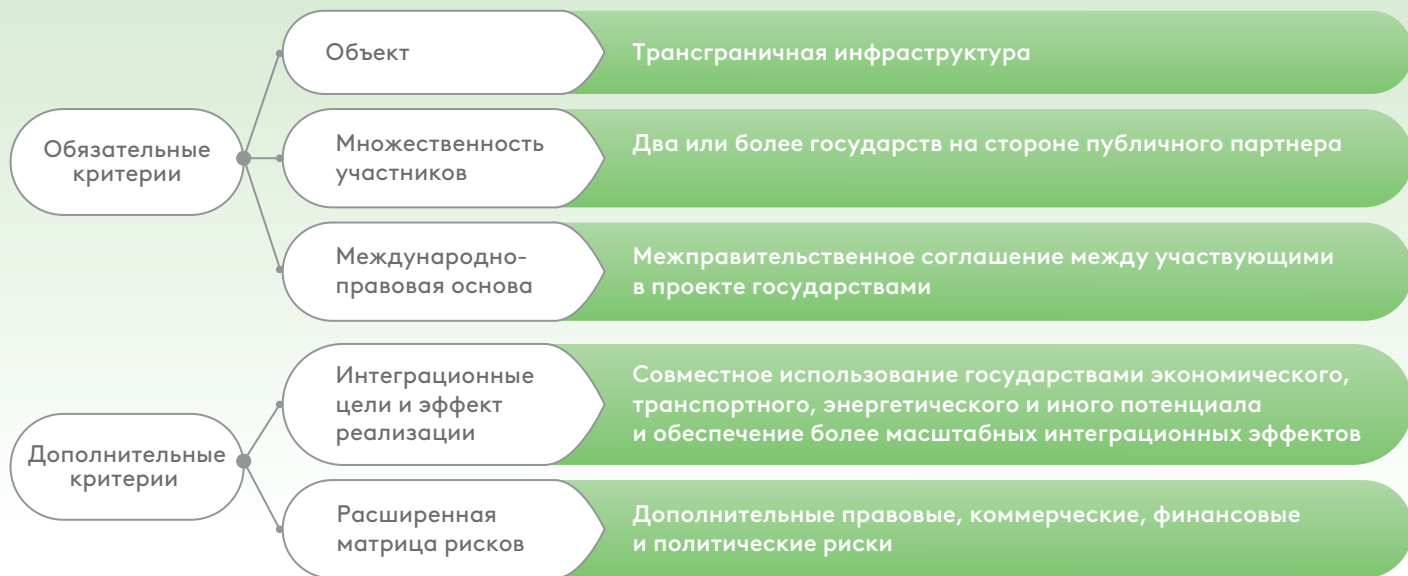 Обязательные
критерии
Объект
Трансграничная инфраструктура
Множественность
участников
Два или более государств на стороне публичного партнера
Международно-
правовая основа
Межправительственное соглашение между участвующими
в проекте государствами
Дополнительные
критерии
Интеграционные
цели и эффект
реализации
Совместное использование государствами экономического,
транспортного, энергетического и иного потенциала
и обеспечение более масштабных интеграционных эффектов
Расширенная
матрица рисков
Дополнительные правовые, коммерческие, финансовые
и политические риски